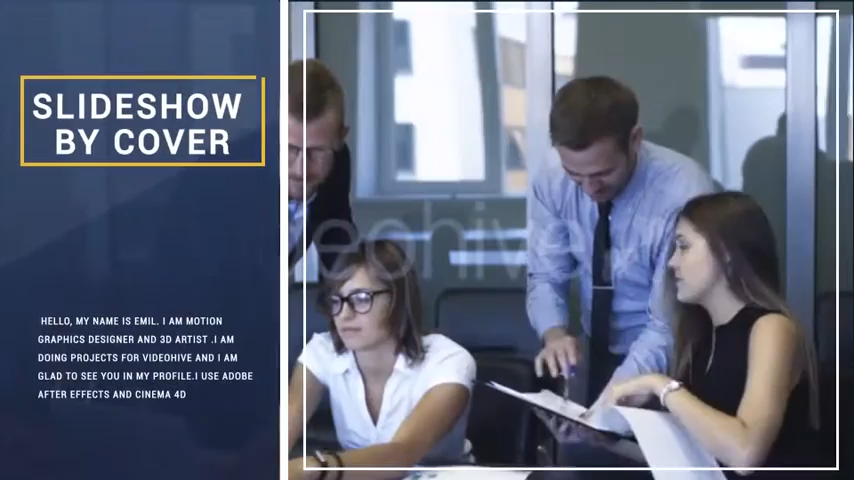 SLIDESHOW
BY COVER
videohive
HELLO, MY NAME IS EMIL. I AM MOTION
GRAPHICS DESIGNER AND 3D ARTIST .I AM
DOING PROJECTS FOR VIDEOHIVE AND I AM
GLAD TO SEE YOU IN MY PROFILE.I USE ADOBE
AFTER EFFECTS AND CINEMA 4D